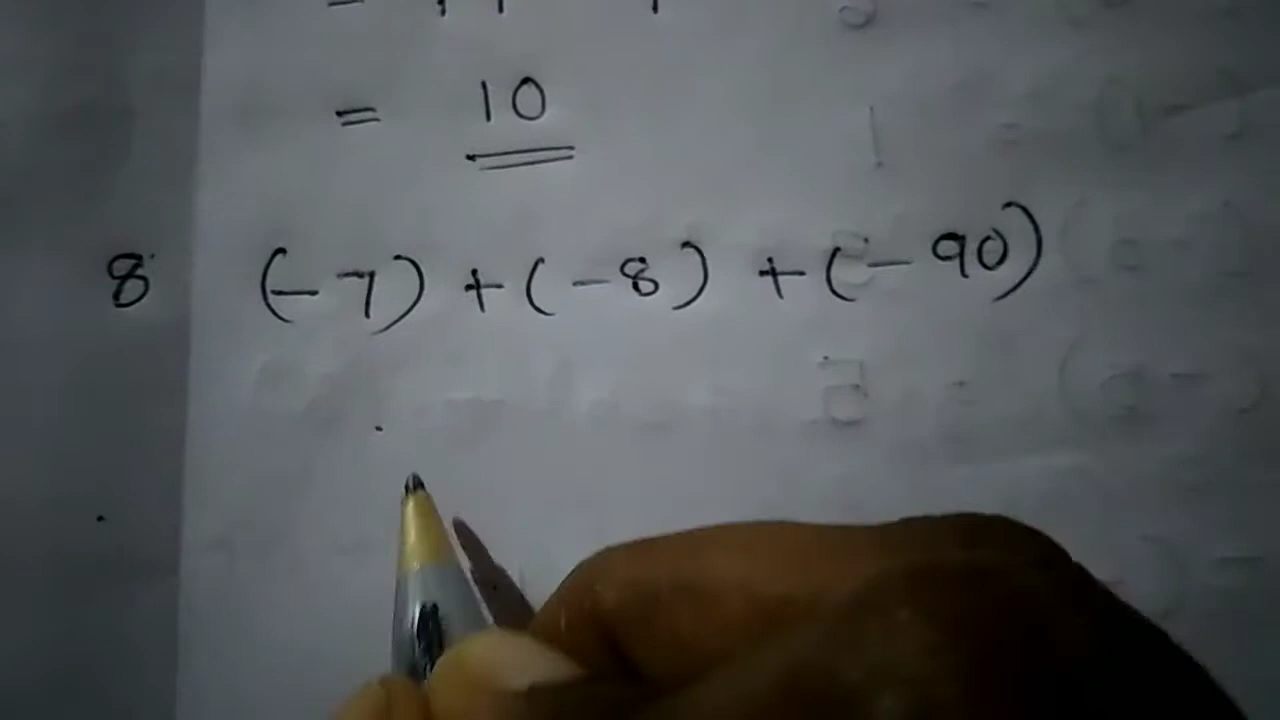 = 10
8 (-7) + (-8) + (-90)